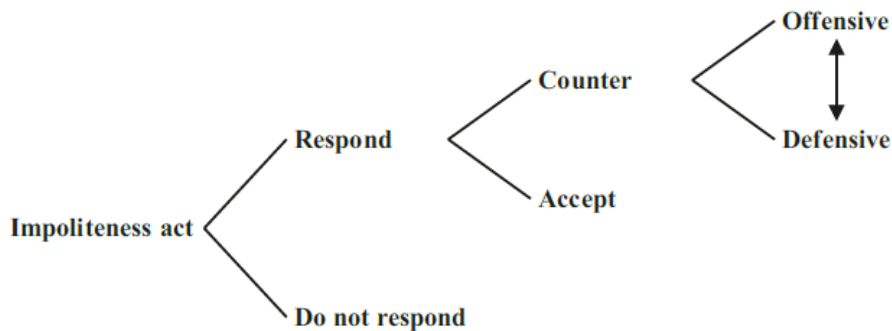 Offensive
Counter
Respond
Defensive
Accept
Impoliteness act
Do not respond